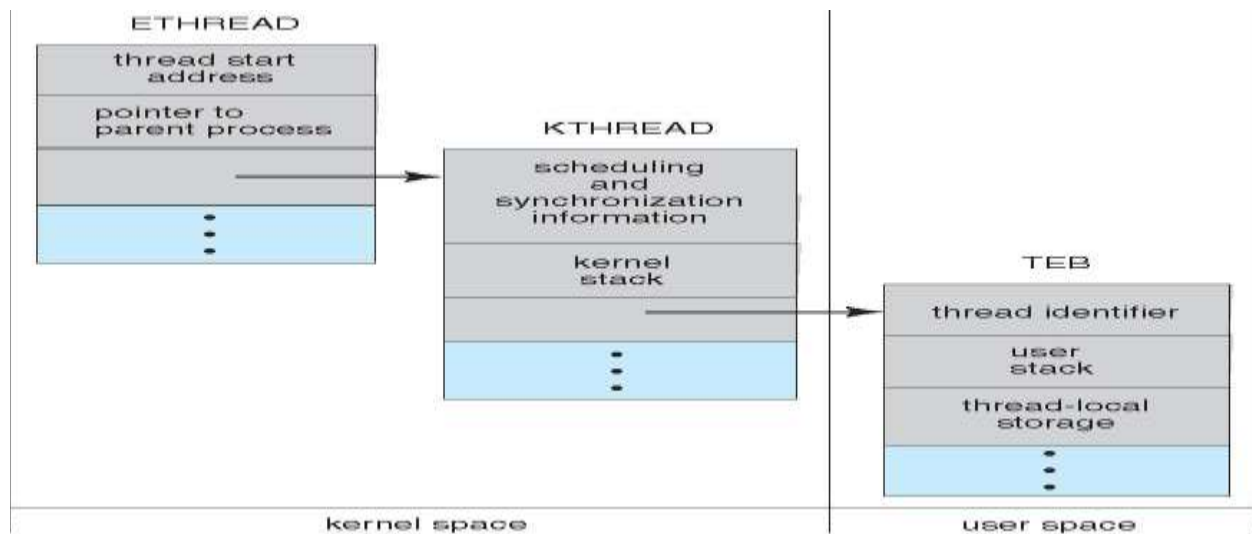 ETHREAD
thread start
address
pointer to
parent process
KTHREAD
scheduling
and
synchronization
information
kernel
stack
TEB
thread identifier
user
stack
thread-local
storage
kernel space
user space